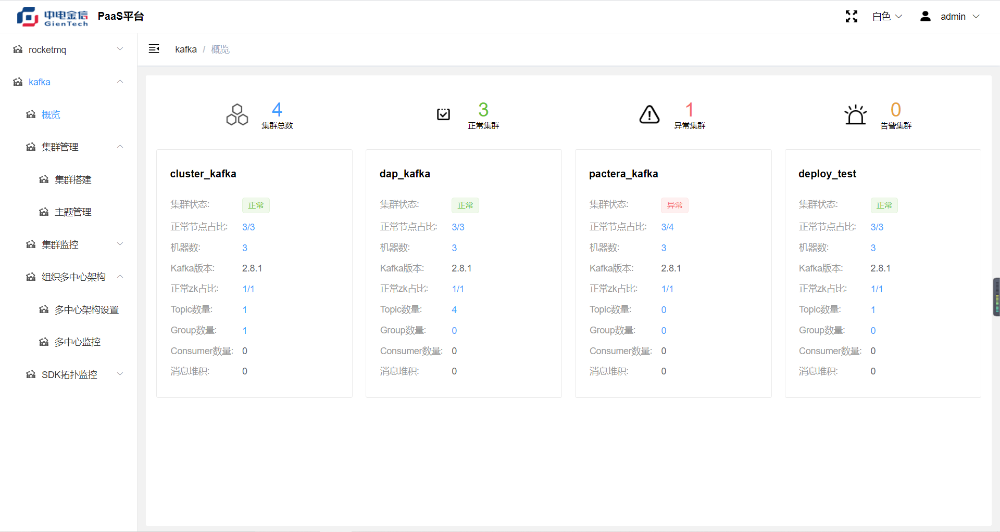 中电金信
GienTech
PaaS平台
白色
admin
rocketmq
kafka
概览
集群管理
集群搭建
主题管理
集群监控
组织多中心架构
多中心架构设置
多中心监控
SDK拓扑监控
kafka / 概览
4
集群总数
3
正常集群
1
异常集群
0
告警集群
cluster_kafka
集群状态: 正常
正常节点占比: 3/3
机器数: 3
Kafka版本: 2.8.1
正常zk占比: 1/1
Topic数量: 1
Group数量: 1
Consumer数量: 0
消息堆积: 0
dap_kafka
集群状态: 正常
正常节点占比: 3/3
机器数: 3
Kafka版本: 2.8.1
正常zk占比: 1/1
Topic数量: 4
Group数量: 0
Consumer数量: 0
消息堆积: 0
pactera_kafka
集群状态: 异常
正常节点占比: 3/4
机器数: 3
Kafka版本: 2.8.1
正常zk占比: 1/1
Topic数量: 0
Group数量: 0
Consumer数量: 0
消息堆积: 0
deploy_test
集群状态: 正常
正常节点占比: 3/3
机器数: 3
Kafka版本: 2.8.1
正常zk占比: 1/1
Topic数量: 1
Group数量: 0
Consumer数量: 0
消息堆积: 0